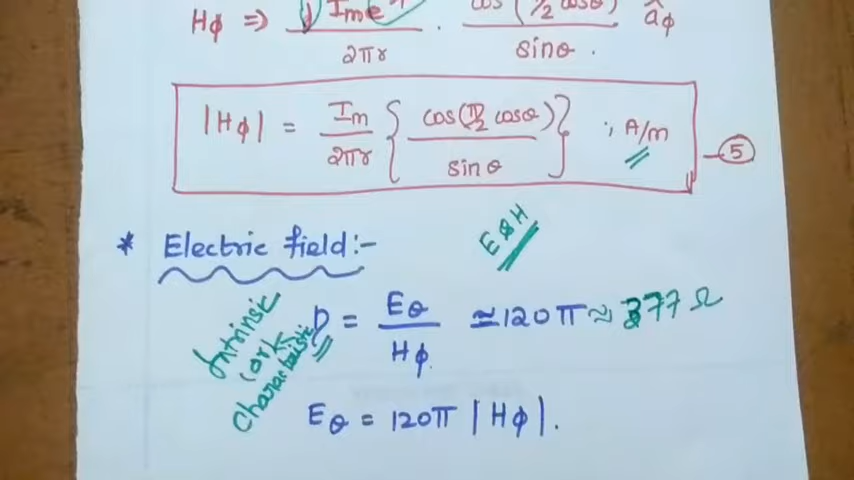 Hϕ ⇒ j Im e / 2πr · cos(π/2 cosθ) / sinθ . âϕ
|Hϕ| = Im / 2πr { cos(π/2 cosθ) / sinθ } ; A/m — 5
* Electric field:-
E&H
Intrinsic (or) Characteristic
η = Eθ / Hϕ ≃ 120π ≈ 377 Ω
Eθ = 120π |Hϕ|.